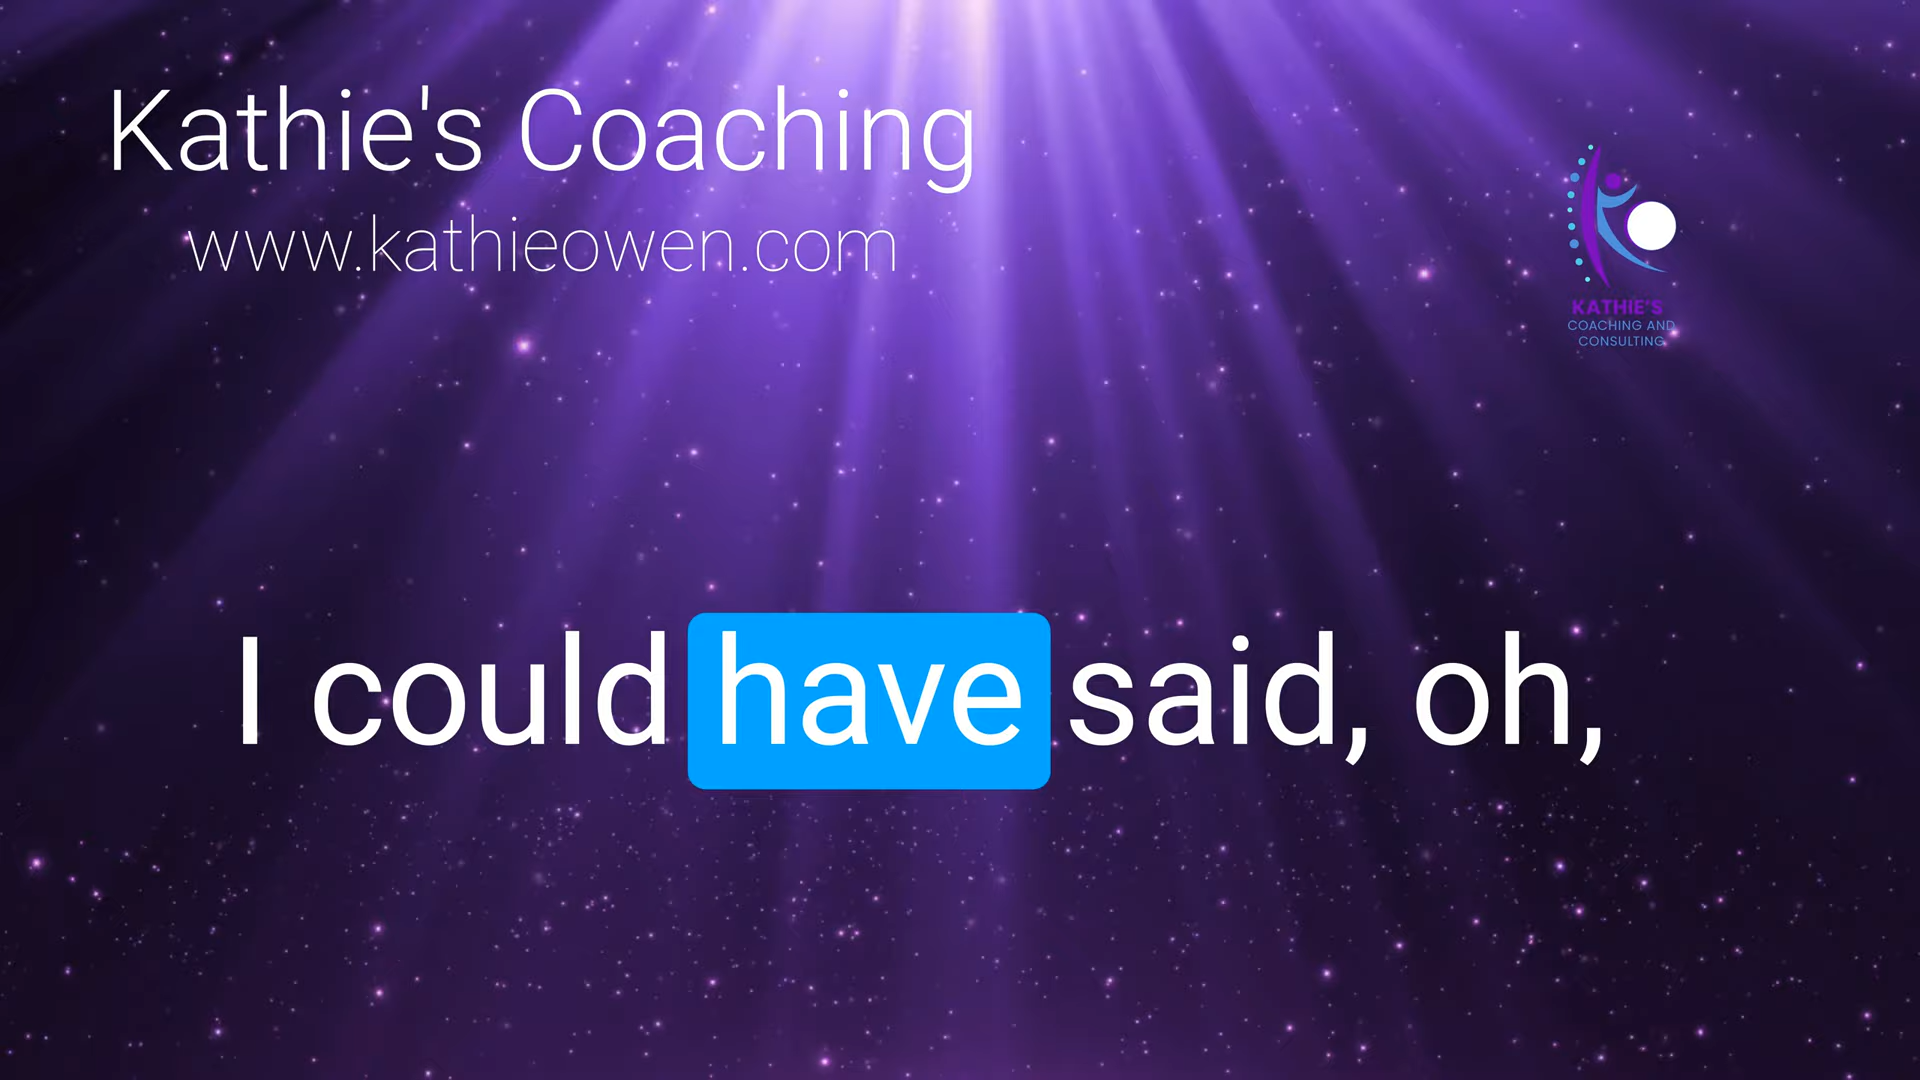 Kathie's Coaching
www.kathieowen.com
KATHIE'S
COACHING AND
CONSULTING
I could have said, oh,